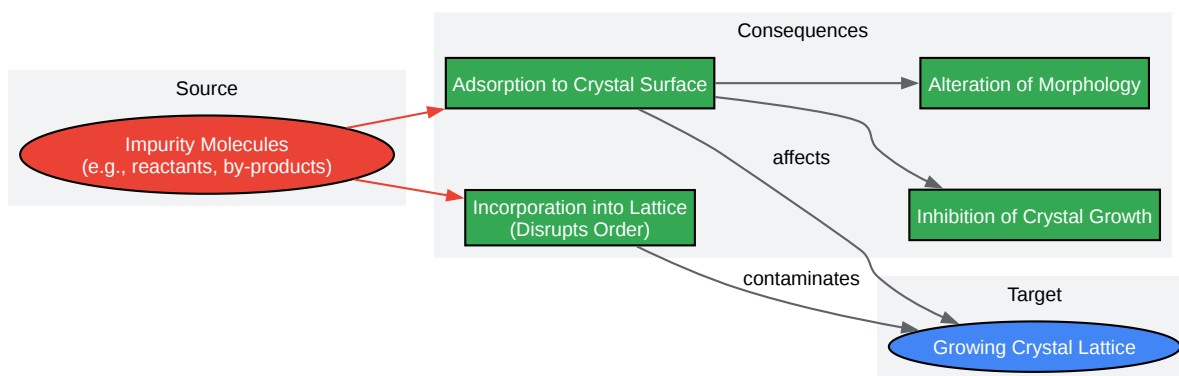 Source
Impurity Molecules
(e.g., reactants, by-products)
Consequences
Adsorption to Crystal Surface
Alteration of Morphology
affects
Incorporation into Lattice
(Disrupts Order)
Inhibition of Crystal Growth
contaminates
Target
Growing Crystal Lattice